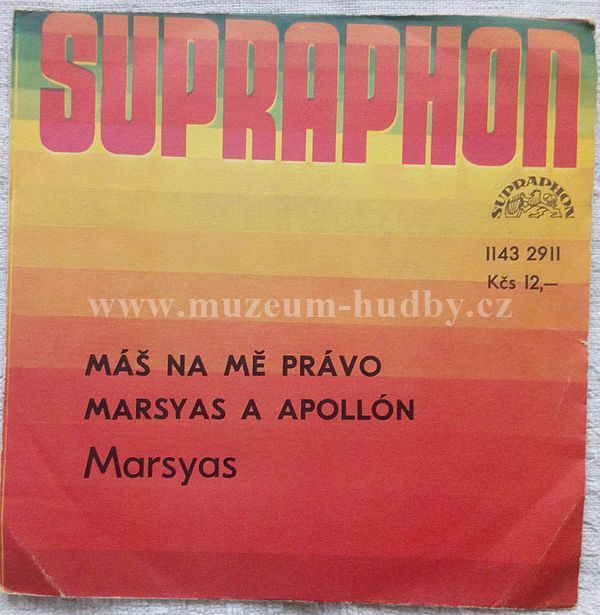 SUPRAPHON
SUPRAPHON
1143 2911
Kčs 12,—
www.muzeum-hudby.cz
MÁŠ NA MĚ PRÁVO
MARSYAS A APOLLÓN
Marsyas